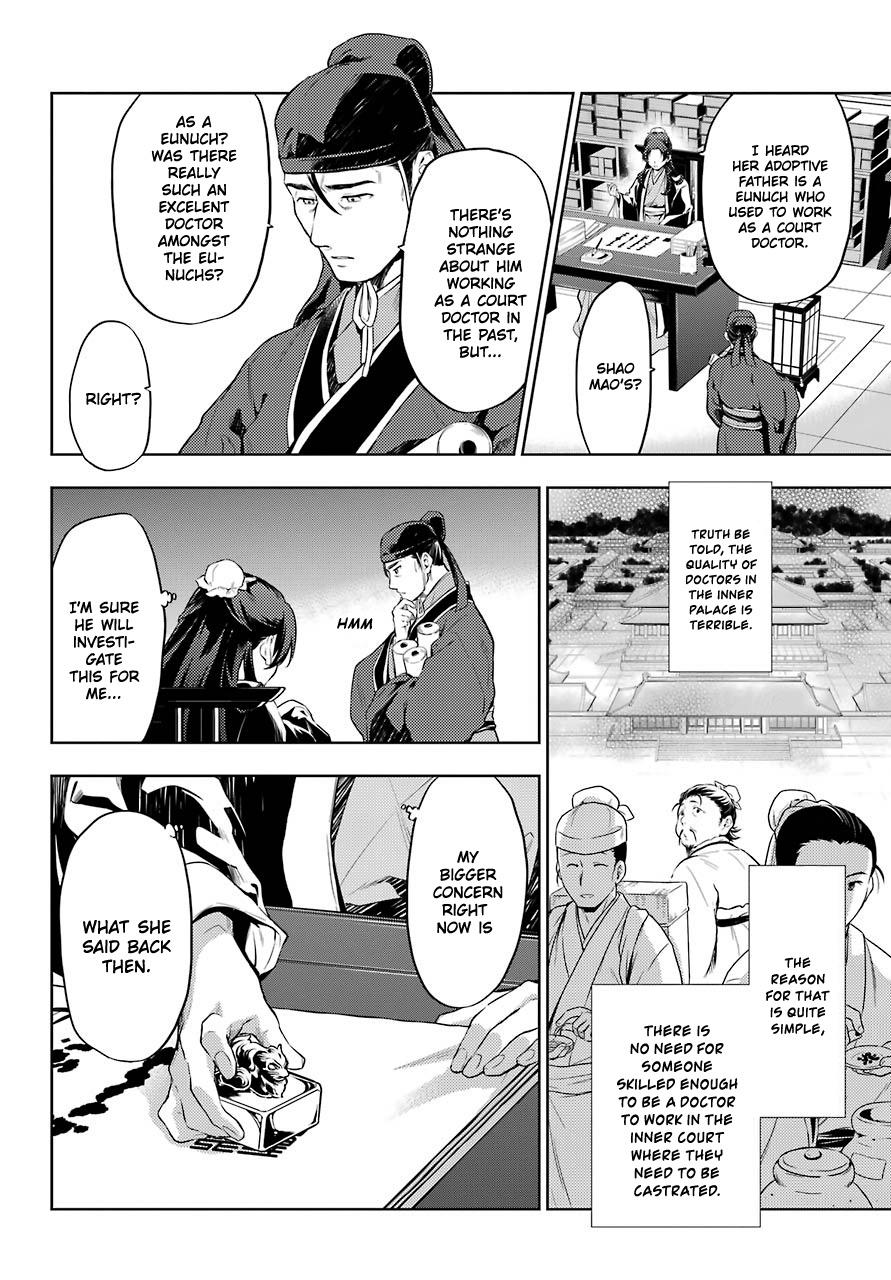 I HEARD
HER ADOPTIVE
FATHER IS A
EUNUCH WHO
USED TO WORK
AS A COURT
DOCTOR.
SHAO
MAO'S?
THERE'S
NOTHING
STRANGE
ABOUT HIM
WORKING
AS A COURT
DOCTOR IN
THE PAST,
BUT...
AS A
EUNUCH?
WAS THERE
REALLY
SUCH AN
EXCELENT
DOCTOR
AMONGST
THE EU-
NUCHS?
RIGHT?
TRUTH BE
TOLD, THE
QUALITY OF
DOCTORS IN
THE INNER
PALACE IS
TERRIBLE.
THE
REASON
FOR THAT
IS QUITE
SIMPLE,
THERE IS
NO NEED FOR
SOMEONE
SKILLED ENOUGH
TO BE A DOCTOR
TO WORK IN THE
INNER COURT
WHERE THEY
NEED TO BE
CASTRATED.
HMM
I'M SURE
HE WILL
INVESTI-
GATE
THIS FOR
ME...
MY
BIGGER
CONCERN
RIGHT
NOW IS
WHAT SHE
SAID BACK
THEN.